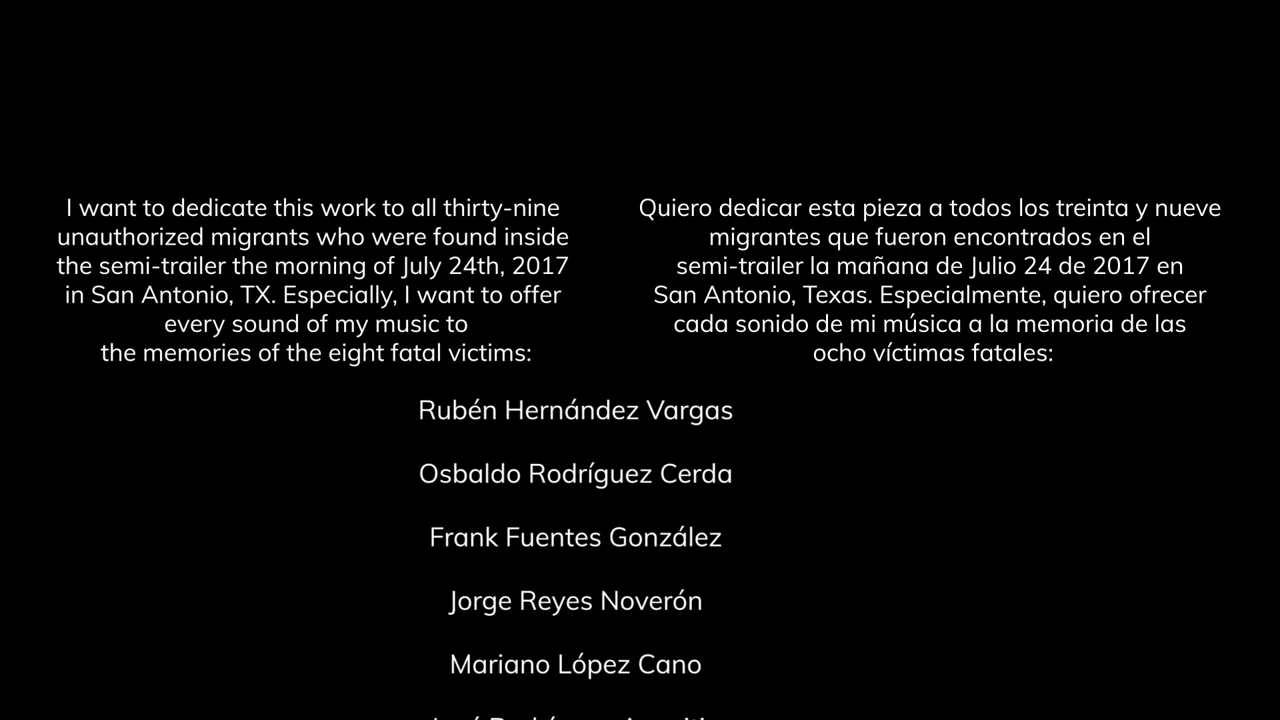 I want to dedicate this work to all thirty-nine
unauthorized migrants who were found inside
the semi-trailer the morning of July 24th, 2017
in San Antonio, TX. Especially, I want to offer
every sound of my music to
the memories of the eight fatal victims:
Quiero dedicar esta pieza a todos los treinta y nueve
migrantes que fueron encontrados en el
semi-trailer la mañana de Julio 24 de 2017 en
San Antonio, Texas. Especialmente, quiero ofrecer
cada sonido de mi música a la memoria de las
ocho víctimas fatales:
Rubén Hernández Vargas
Osbaldo Rodríguez Cerda
Frank Fuentes González
Jorge Reyes Noverón
Mariano López Cano